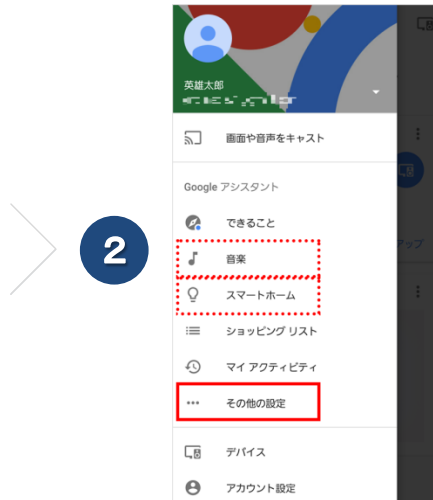 英雄太郎
画面や音声をキャスト
Google アシスタント
できること
2
音楽
アップ
スマートホーム
ショッピング リスト
マイ アクティビティ
その他の設定
デバイス
アカウント設定